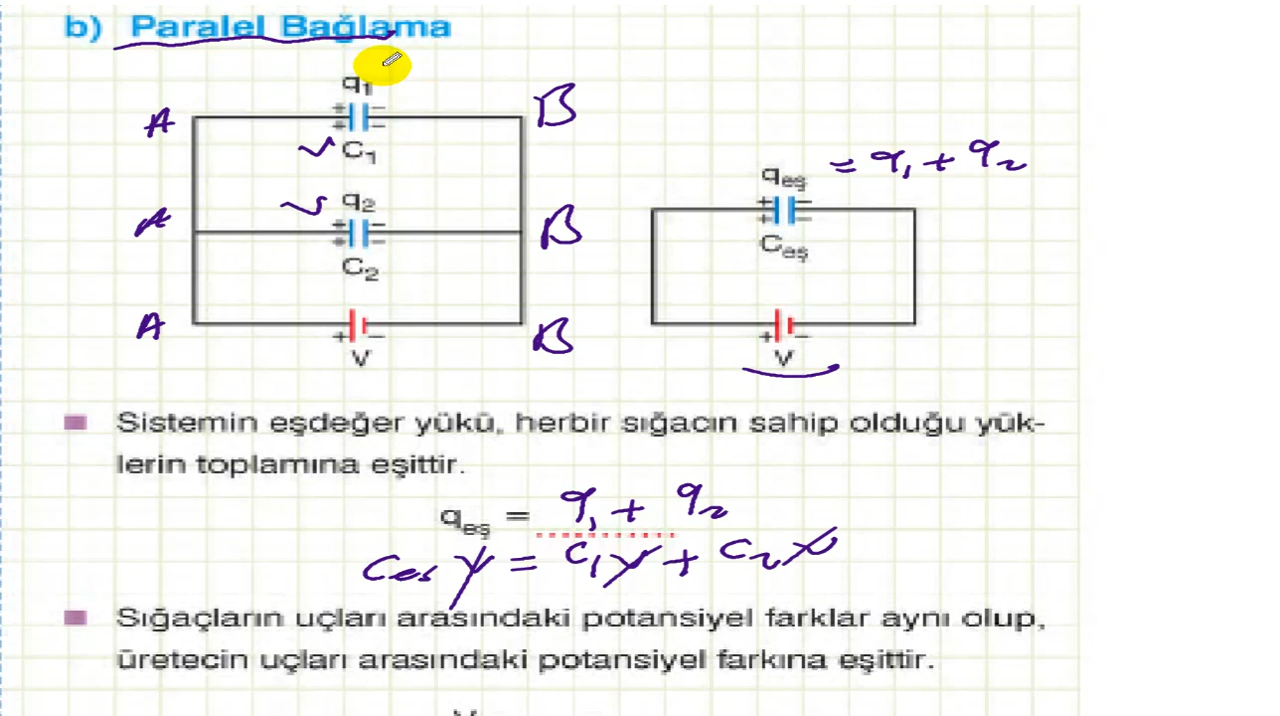 b) Paralel Bağlama
q₁
+ −
+ −
A B
C₁
q₂
+ −
+ −
A B
C₂
A B
+ −
V
qeş = q₁ + q₂
+ −
+ −
Ceş
+ −
V
Sistemin eşdeğer yükü, herbir sığacın sahip olduğu yük-
lerin toplamına eşittir.
qeş = q₁ + q₂
Ceş V = C₁V + C₂V
Sığaçların uçları arasındaki potansiyel farklar aynı olup,
üretecin uçları arasındaki potansiyel farkına eşittir.